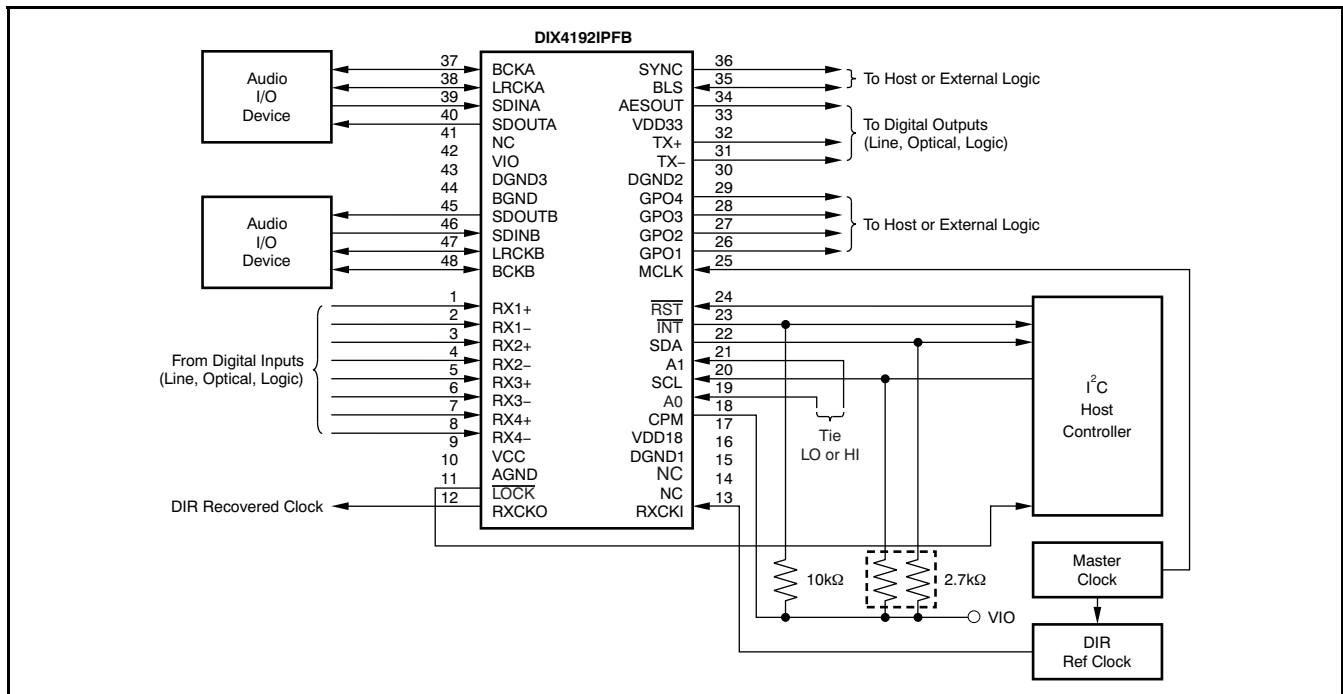 DIX4192IPFB
Audio
I/O
Device
37
38
39
40
41
42
43
44
45
46
47
48
BCKA
LRCKA
SDINA
SDOUTA
NC
VIO
DGND3
BGND
SDOUTB
SDINB
LRCKB
BCKB
Audio
I/O
Device
From Digital Inputs
(Line, Optical, Logic)
1
2
3
4
5
6
7
8
9
10
11
12
RX1+
RX1−
RX2+
RX2−
RX3+
RX3−
RX4+
RX4−
VCC
AGND
LOCK
RXCKO
DIR Recovered Clock
SYNC
BLS
AESOUT
VDD33
TX+
TX−
DGND2
GPO4
GPO3
GPO2
GPO1
MCLK
36
35
34
33
32
31
30
29
28
27
26
25
To Host or External Logic
To Digital Outputs
(Line, Optical, Logic)
To Host or External Logic
RST
INT
SDA
A1
SCL
A0
CPM
VDD18
DGND1
NC
NC
RXCKI
24
23
22
21
20
19
18
17
16
15
14
13
Tie
LO or HI
I²C
Host
Controller
10kΩ
2.7kΩ
VIO
Master
Clock
DIR
Ref Clock